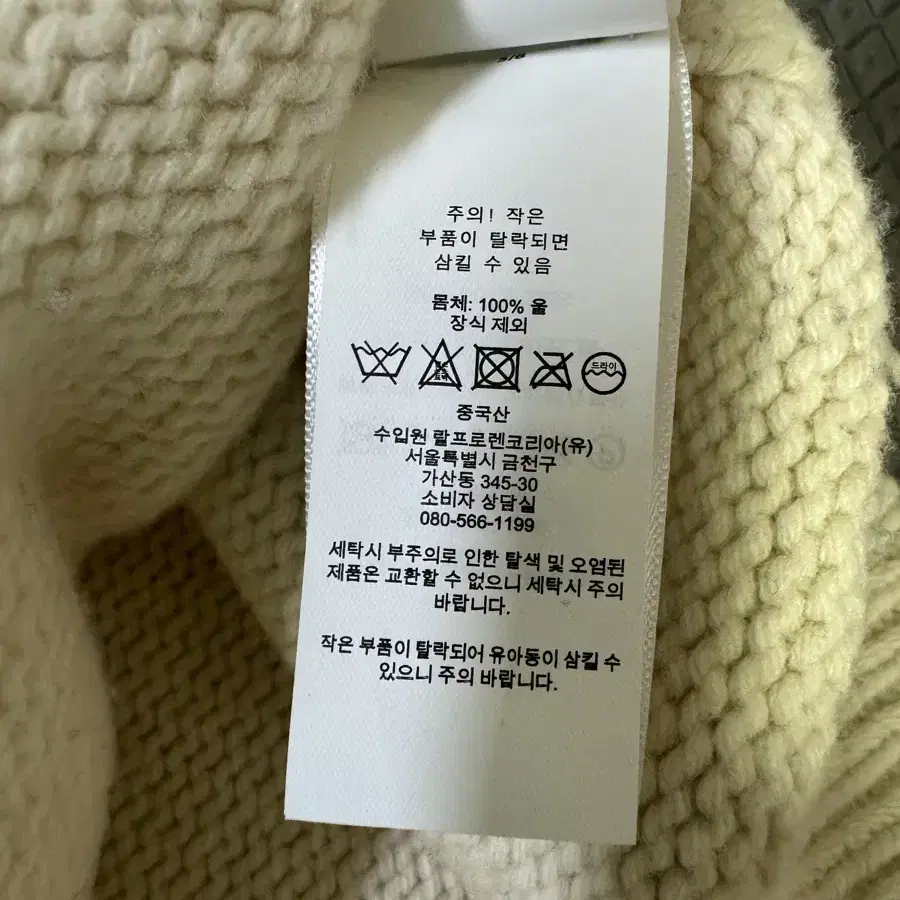 주의! 작은
부품이 탈락되면
삼킬 수 있음
몸체: 100% 울
장식 제외
드라이
중국산
수입원 랄프로렌코리아(유)
서울특별시 금천구
가산동 345-30
소비자 상담실
080-566-1199
세탁시 부주의로 인한 탈색 및 오염된
제품은 교환할 수 없으니 세탁시 주의
바랍니다.
작은 부품이 탈락되어 유아동이 삼킬 수
있으니 주의 바랍니다.